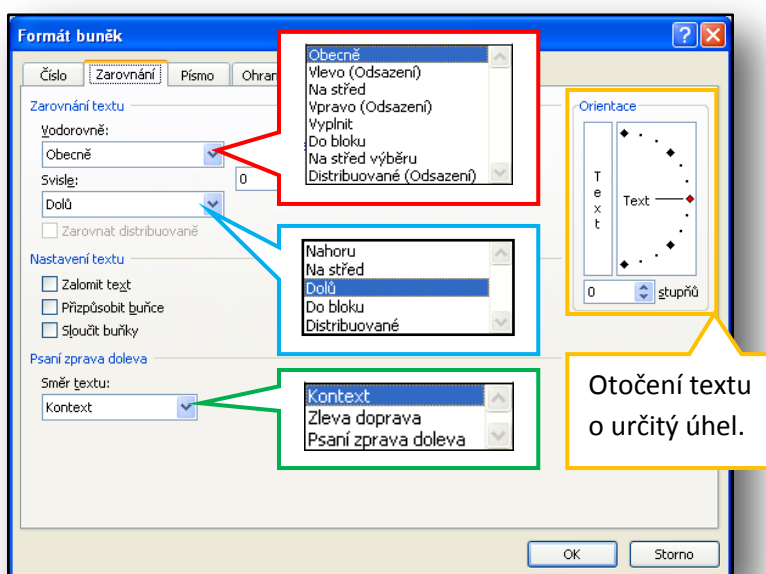 Formát buněk
Číslo
Zarovnání
Písmo
Ohran
Zarovnání textu
Vodorovně:
Obecně
Svisle:
0
Dolů
Zarovnat distribuovaně
Nastavení textu
Zalomit text
Přizpůsobit buňce
Sloučit buňky
Psaní zprava doleva
Směr textu:
Kontext
Obecně
Vlevo (Odsazení)
Na střed
Vpravo (Odsazení)
Vyplnit
Do bloku
Na střed výběru
Distribuované (Odsazení)
Nahoru
Na střed
Dolů
Do bloku
Distribuované
Kontext
Zleva doprava
Psaní zprava doleva
Orientace
Text
Text
0 stupňů
Otočení textu
o určitý úhel.
OK
Storno